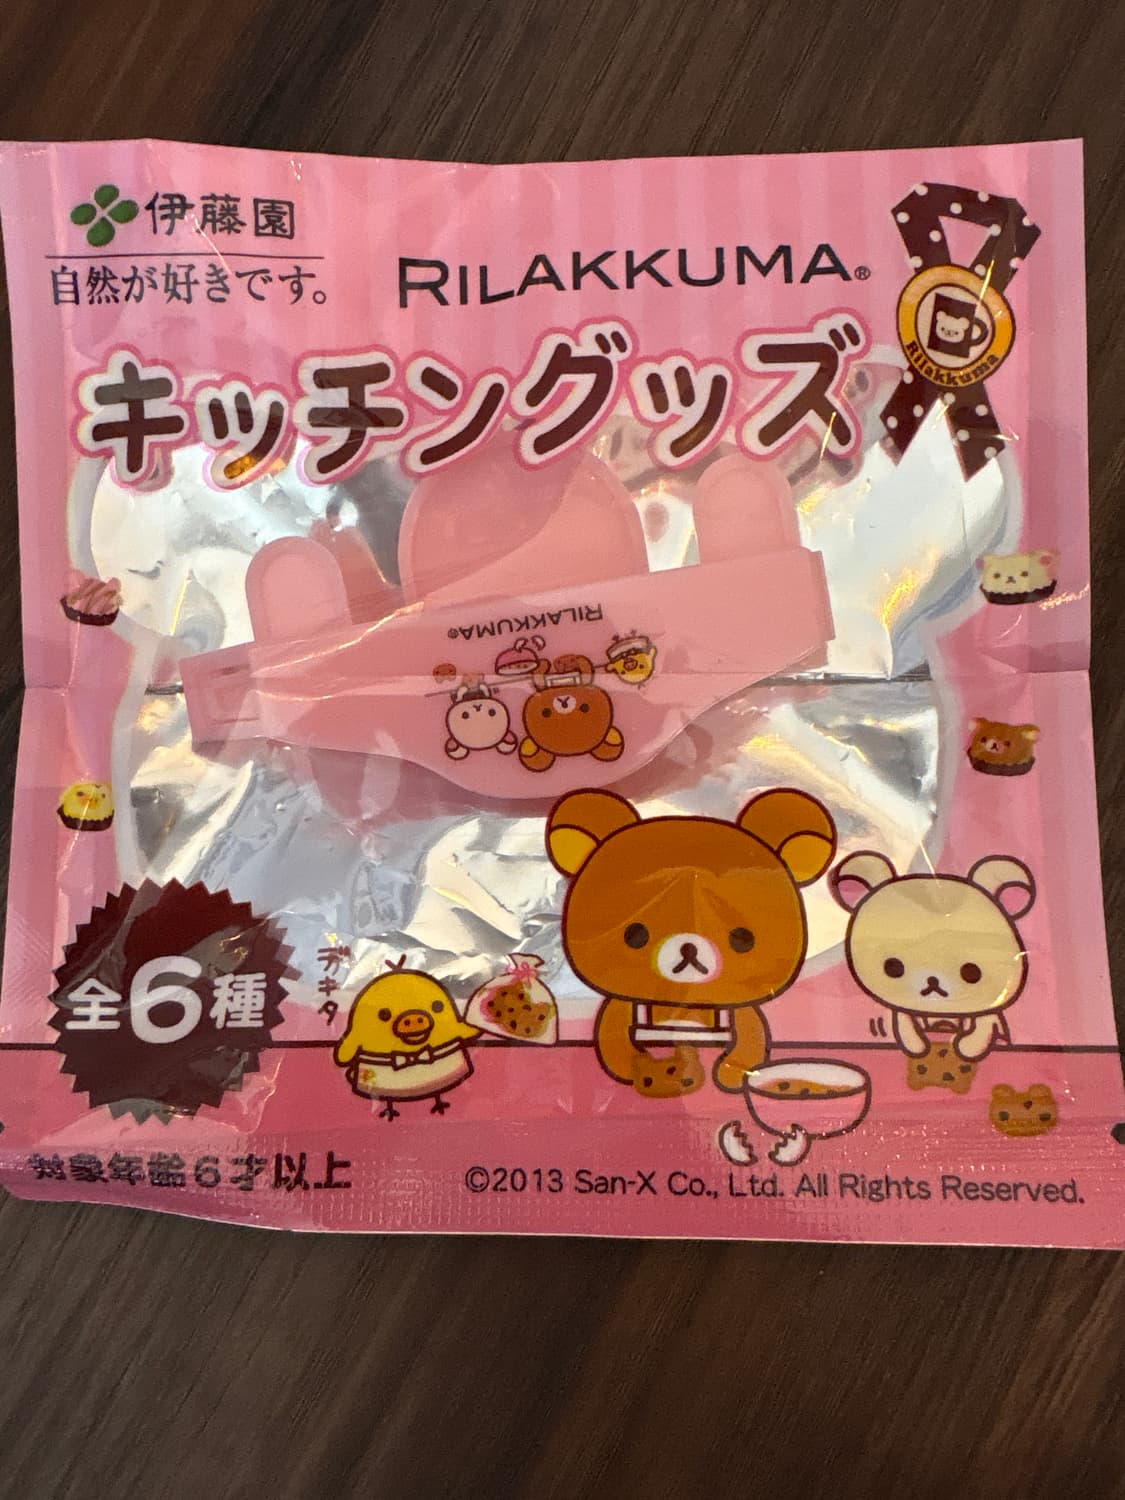 伊藤園
自然が好きです。
RILAKKUMA®
Rilakkuma
キッチングッズ
RILAKKUMA®
デキタ
全6種
対象年齢6才以上
©2013 San-X Co., Ltd. All Rights Reserved.